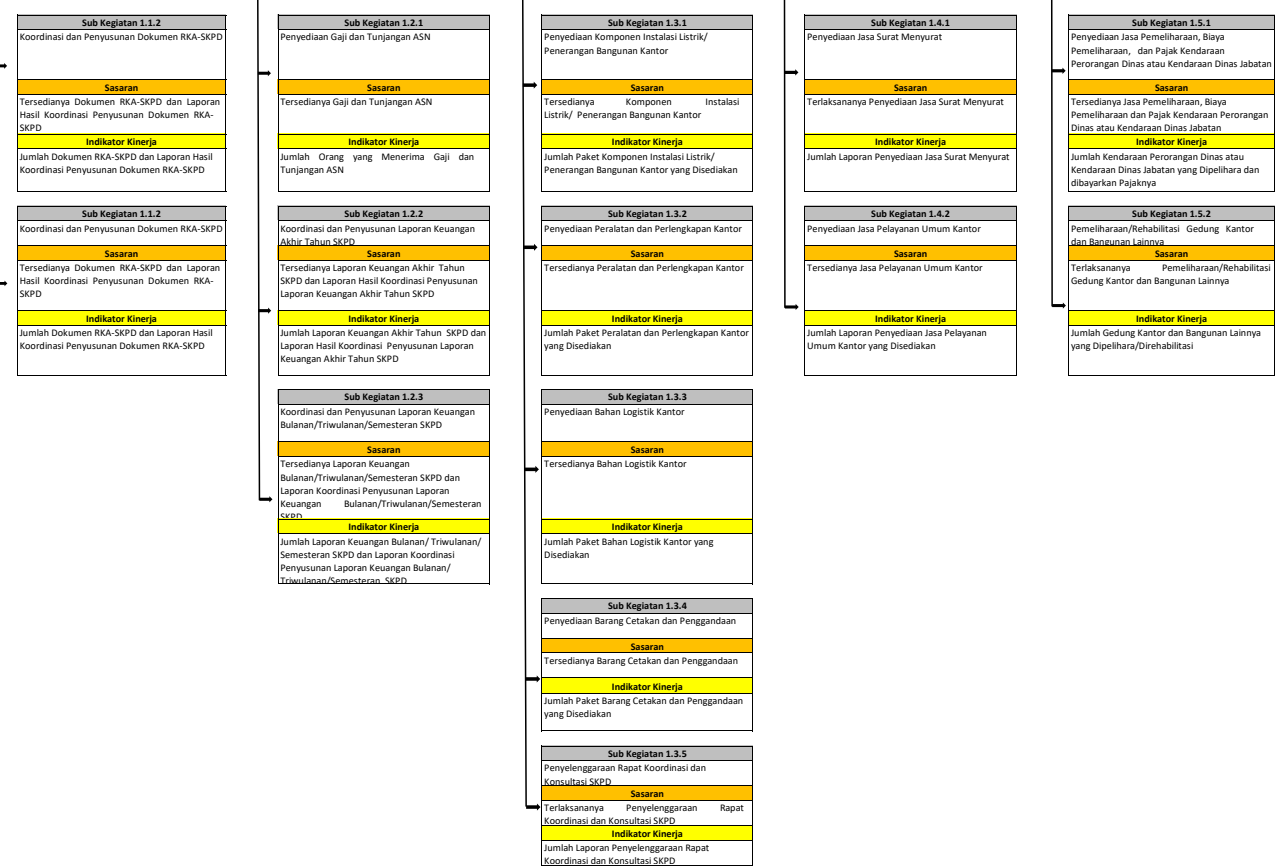 Sub Kegiatan 1.1.2
Koordinasi dan Penyusunan Dokumen RKA-SKPD
Sasaran
Tersedianya Dokumen RKA-SKPD dan Laporan
Hasil Koordinasi Penyusunan Dokumen RKA-
SKPD
Indikator Kinerja
Jumlah Dokumen RKA-SKPD dan Laporan Hasil
Koordinasi Penyusunan Dokumen RKA-SKPD
Sub Kegiatan 1.1.2
Koordinasi dan Penyusunan Dokumen RKA-SKPD
Sasaran
Tersedianya Dokumen RKA-SKPD dan Laporan
Hasil Koordinasi Penyusunan Dokumen RKA-
SKPD
Indikator Kinerja
Jumlah Dokumen RKA-SKPD dan Laporan Hasil
Koordinasi Penyusunan Dokumen RKA-SKPD
Sub Kegiatan 1.2.1
Penyediaan Gaji dan Tunjangan ASN
Sasaran
Tersedianya Gaji dan Tunjangan ASN
Indikator Kinerja
Jumlah Orang yang Menerima Gaji dan
Tunjangan ASN
Sub Kegiatan 1.2.2
Koordinasi dan Penyusunan Laporan Keuangan
Akhir Tahun SKPD
Sasaran
Tersedianya Laporan Keuangan Akhir Tahun
SKPD dan Laporan Hasil Koordinasi Penyusunan
Laporan Keuangan Akhir Tahun SKPD
Indikator Kinerja
Jumlah Laporan Keuangan Akhir Tahun SKPD dan
Laporan Hasil Koordinasi Penyusunan Laporan
Keuangan Akhir Tahun SKPD
Sub Kegiatan 1.2.3
Koordinasi dan Penyusunan Laporan Keuangan
Bulanan/Triwulanan/Semesteran SKPD
Sasaran
Tersedianya Laporan Keuangan
Bulanan/Triwulanan/Semesteran SKPD dan
Laporan Koordinasi Penyusunan Laporan
Keuangan Bulanan/Triwulanan/Semesteran
SKPD
Indikator Kinerja
Jumlah Laporan Keuangan Bulanan/ Triwulanan/
Semesteran SKPD dan Laporan Koordinasi
Penyusunan Laporan Keuangan Bulanan/
Triwulanan/Semesteran SKPD
Sub Kegiatan 1.3.1
Penyediaan Komponen Instalasi Listrik/
Penerangan Bangunan Kantor
Sasaran
Tersedianya Komponen Instalasi
Listrik/ Penerangan Bangunan Kantor
Indikator Kinerja
Jumlah Paket Komponen Instalasi Listrik/
Penerangan Bangunan Kantor yang Disediakan
Sub Kegiatan 1.3.2
Penyediaan Peralatan dan Perlengkapan Kantor
Sasaran
Tersedianya Peralatan dan Perlengkapan Kantor
Indikator Kinerja
Jumlah Paket Peralatan dan Perlengkapan Kantor
yang Disediakan
Sub Kegiatan 1.3.3
Penyediaan Bahan Logistik Kantor
Sasaran
Tersedianya Bahan Logistik Kantor
Indikator Kinerja
Jumlah Paket Bahan Logistik Kantor yang
Disediakan
Sub Kegiatan 1.3.4
Penyediaan Barang Cetakan dan Penggandaan
Sasaran
Tersedianya Barang Cetakan dan Penggandaan
Indikator Kinerja
Jumlah Paket Barang Cetakan dan Penggandaan
yang Disediakan
Sub Kegiatan 1.3.5
Penyelenggaraan Rapat Koordinasi dan
Konsultasi SKPD
Sasaran
Terlaksananya Penyelenggaraan Rapat
Koordinasi dan Konsultasi SKPD
Indikator Kinerja
Jumlah Laporan Penyelenggaraan Rapat
Koordinasi dan Konsultasi SKPD
Sub Kegiatan 1.4.1
Penyediaan Jasa Surat Menyurat
Sasaran
Terlaksananya Penyediaan Jasa Surat Menyurat
Indikator Kinerja
Jumlah Laporan Penyediaan Jasa Surat Menyurat
Sub Kegiatan 1.4.2
Penyediaan Jasa Pelayanan Umum Kantor
Sasaran
Tersedianya Jasa Pelayanan Umum Kantor
Indikator Kinerja
Jumlah Laporan Penyediaan Jasa Pelayanan
Umum Kantor yang Disediakan
Sub Kegiatan 1.5.1
Penyediaan Jasa Pemeliharaan, Biaya
Pemeliharaan, dan Pajak Kendaraan
Perorangan Dinas atau Kendaraan Dinas Jabatan
Sasaran
Tersedianya Jasa Pemeliharaan, Biaya
Pemeliharaan dan Pajak Kendaraan Perorangan
Dinas atau Kendaraan Dinas Jabatan
Indikator Kinerja
Jumlah Kendaraan Perorangan Dinas atau
Kendaraan Dinas Jabatan yang Dipelihara dan
dibayarkan Pajaknya
Sub Kegiatan 1.5.2
Pemeliharaan/Rehabilitasi Gedung Kantor
dan Bangunan Lainnya
Sasaran
Terlaksananya Pemeliharaan/Rehabilitasi
Gedung Kantor dan Bangunan Lainnya
Indikator Kinerja
Jumlah Gedung Kantor dan Bangunan Lainnya
yang Dipelihara/Direhabilitasi